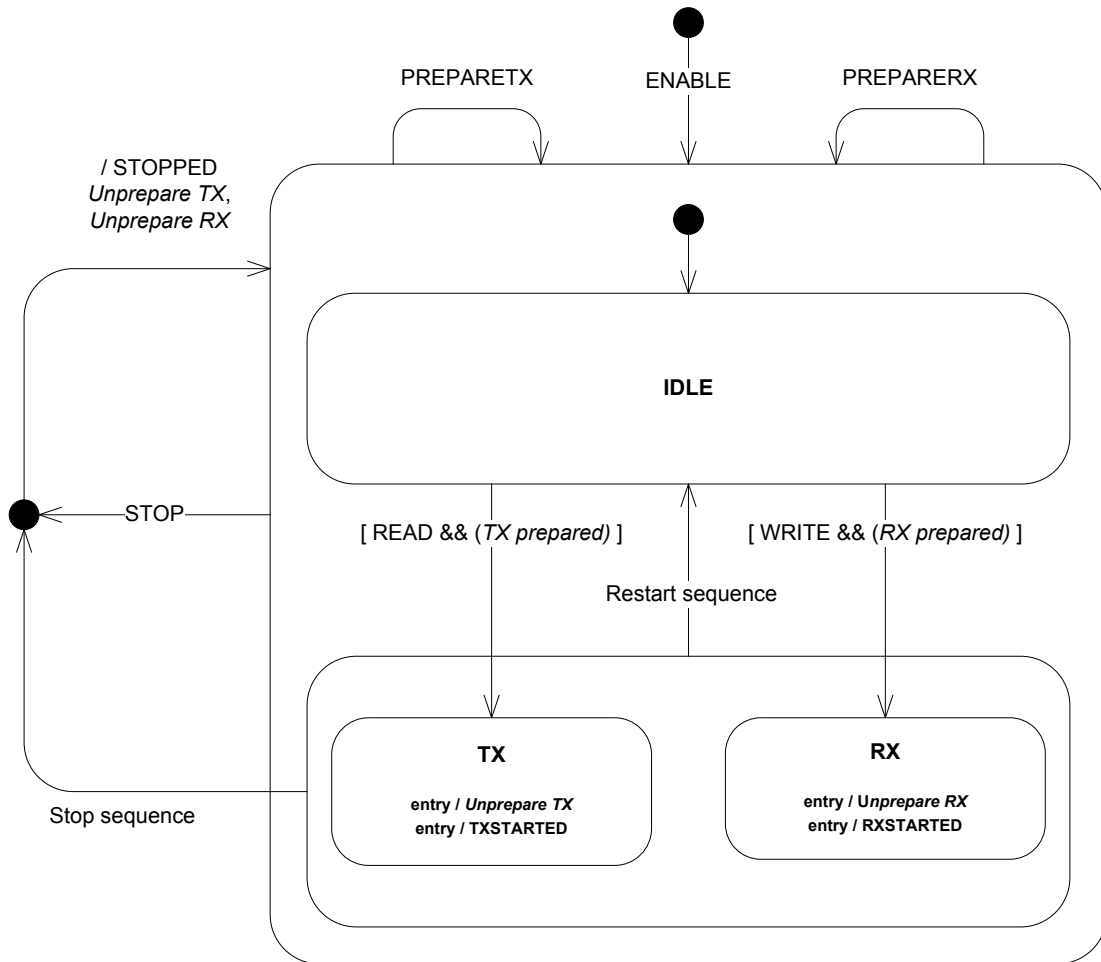 PREPARETX
ENABLE
PREPARERX
/ STOPPED
Unprepare TX,
Unprepare RX
IDLE
STOP
[ READ && (TX prepared) ]
[ WRITE && (RX prepared) ]
Restart sequence
TX
entry / Unprepare TX
entry / TXSTARTED
RX
entry / Unprepare RX
entry / RXSTARTED
Stop sequence